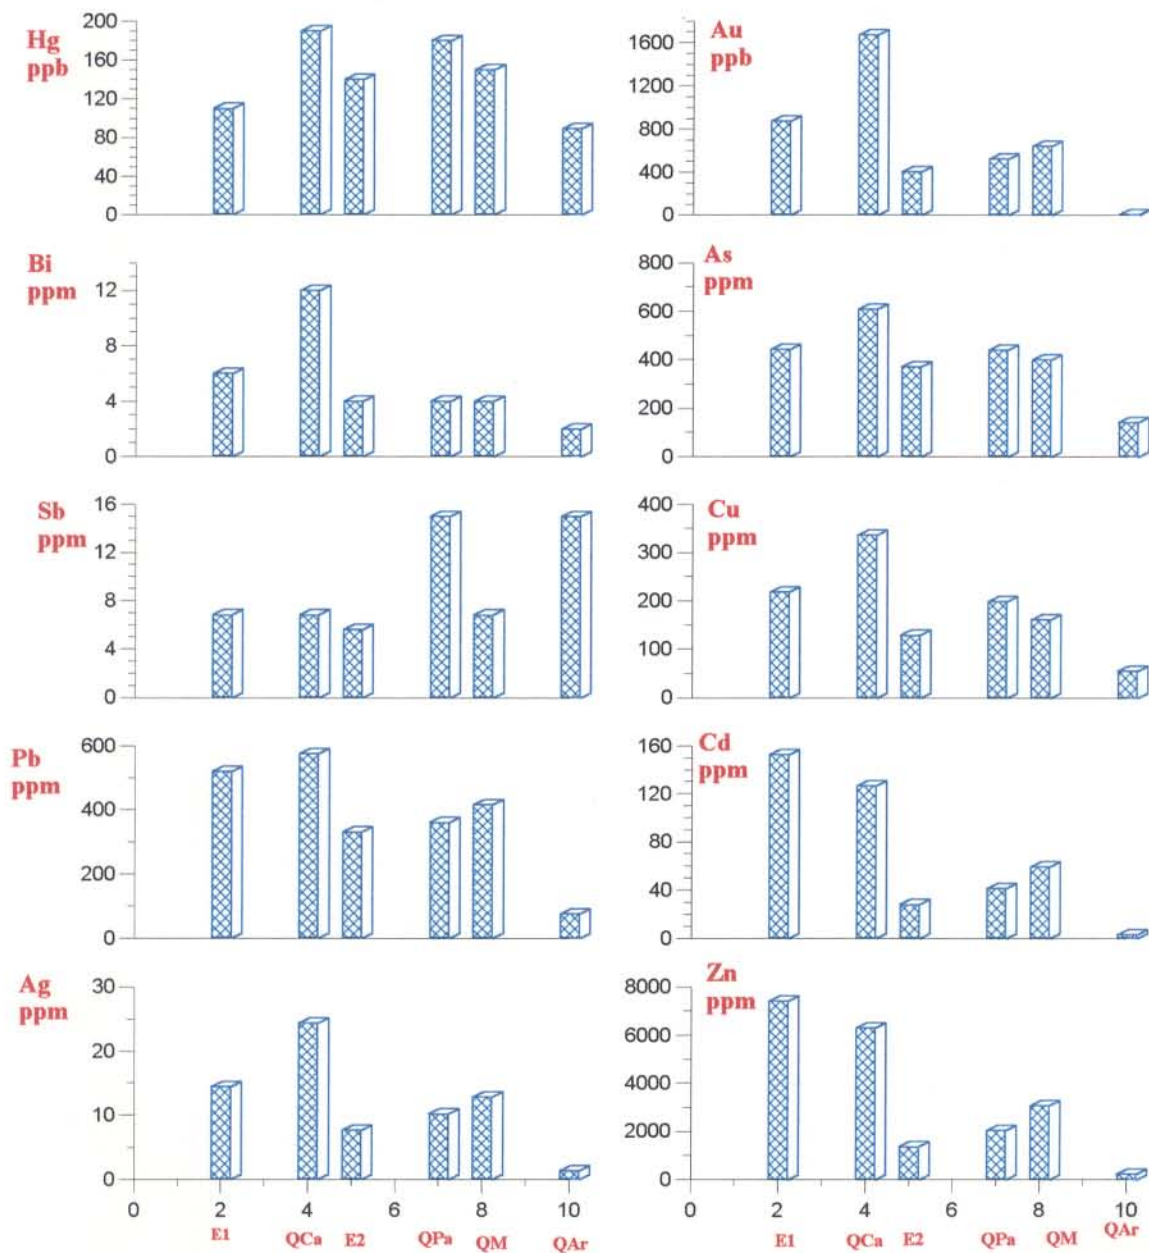 Hg
ppb
200
160
120
80
40
0
Au
ppb
1600
1200
800
400
0
Bi
ppm
12
8
4
0
As
ppm
800
600
400
200
0
Sb
ppm
16
12
8
4
0
Cu
ppm
400
300
200
100
0
Pb
ppm
600
400
200
0
Cd
ppm
160
120
80
40
0
Ag
ppm
30
20
10
0
Zn
ppm
8000
6000
4000
2000
0
0 2 4 6 8 10
E1 QCa E2 QPa QM QAr
0 2 4 6 8 10
E1 QCa E2 QPa QM QAr